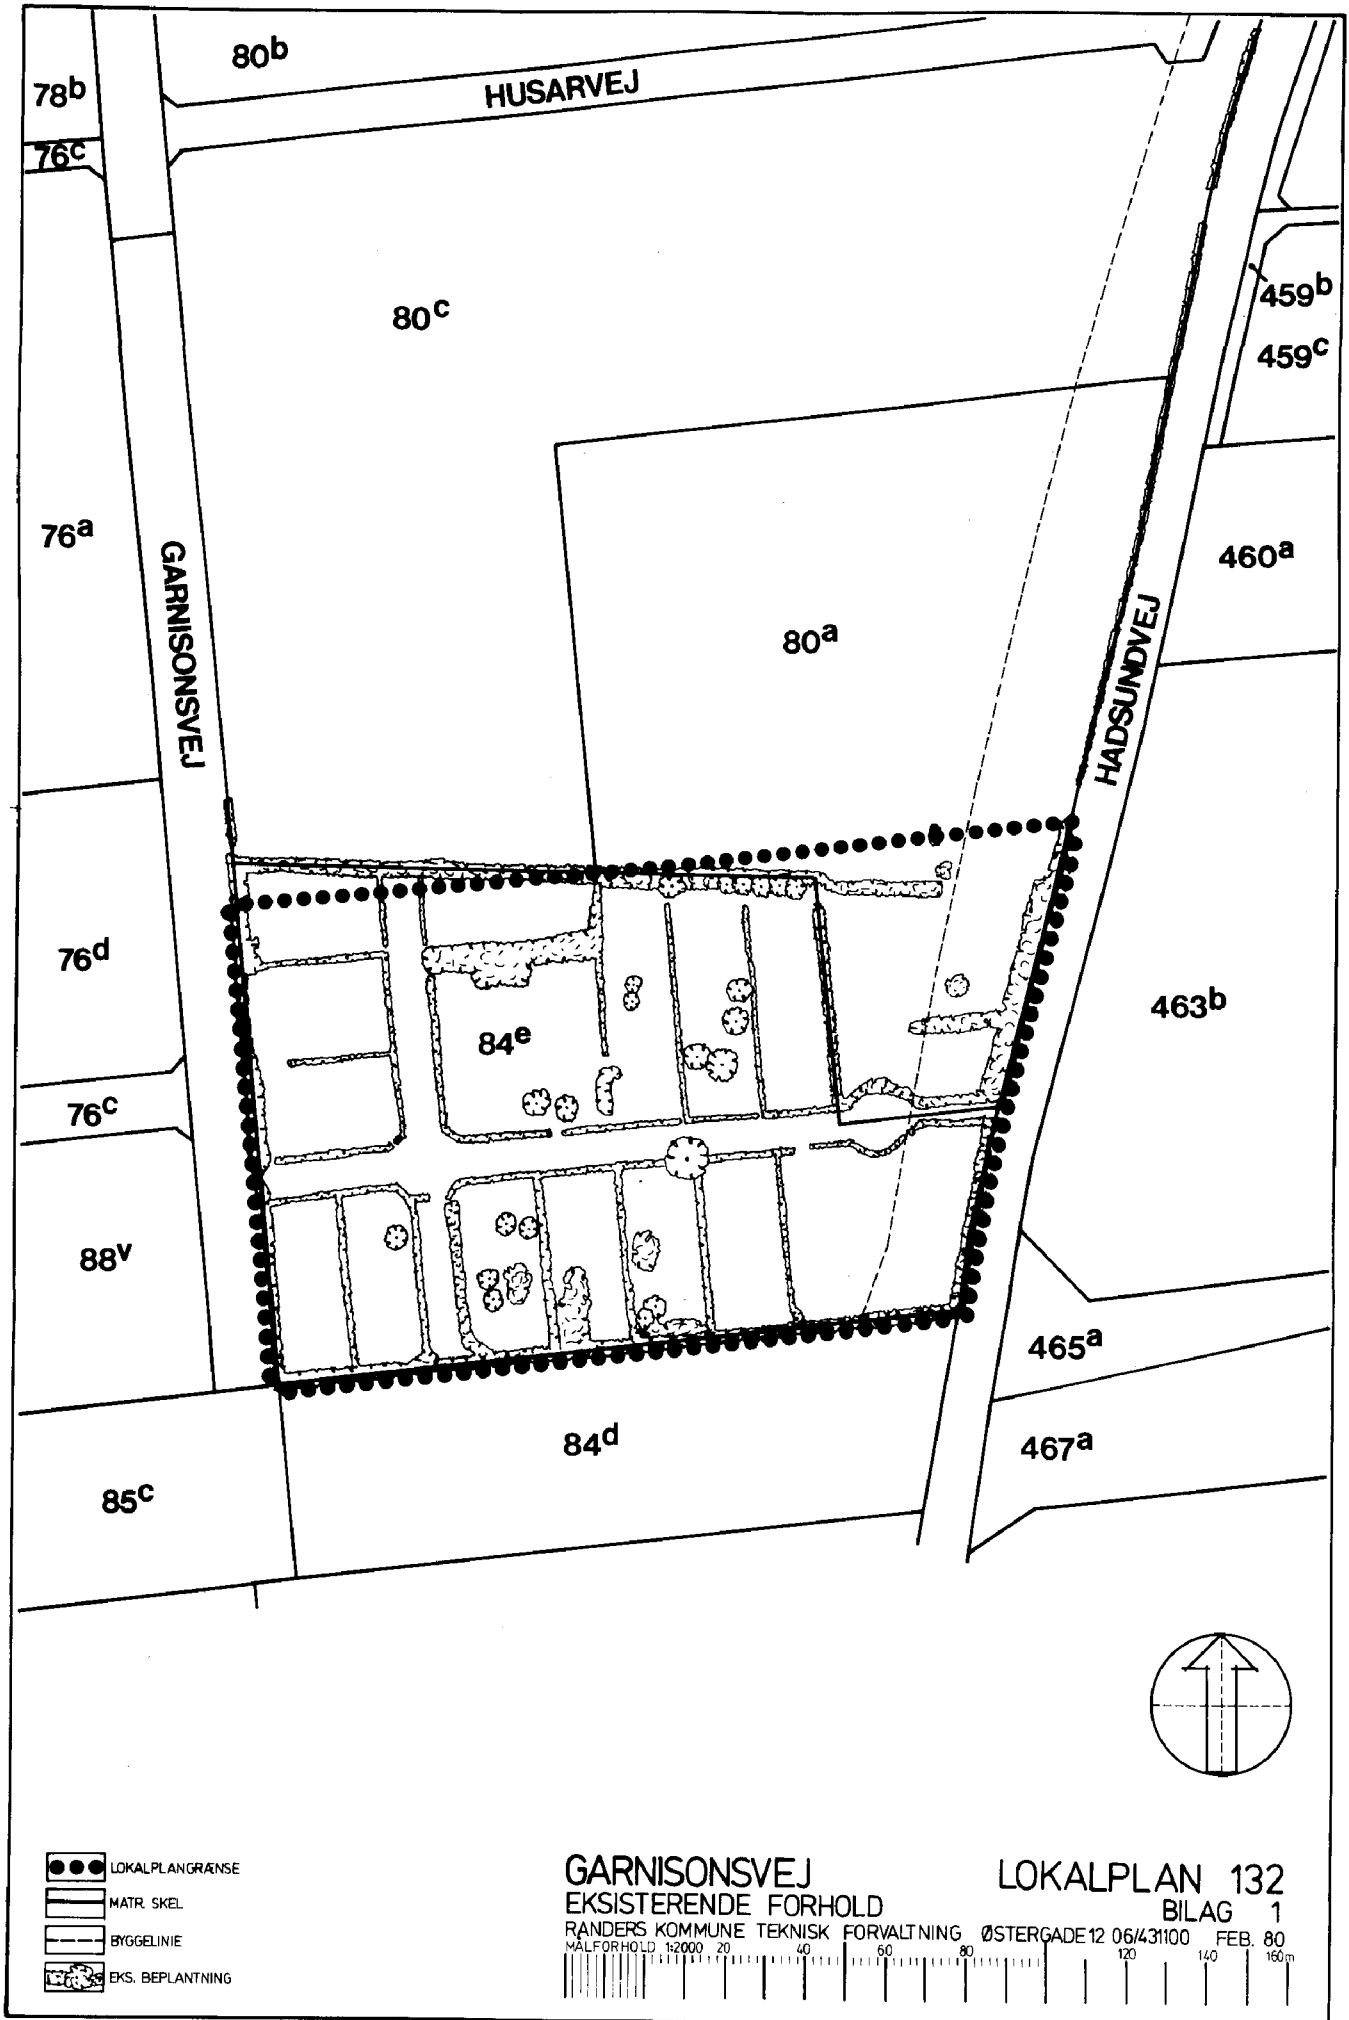 80b
78b
HUSARVEJ
76c
459b
80c
459c
76a
GARNISONSVEJ
460a
80a
HADSUNDVEJ
76d
463b
84e
76c
88v
465a
84d
467a
85c
LOKALPLANGRÆNSE
MATR. SKEL
BYGGELINIE
EKS. BEPLANTNING
GARNISONSVEJ LOKALPLAN 132
EKSISTERENDE FORHOLD BILAG 1
RANDERS KOMMUNE TEKNISK FORVALTNING ØSTERGADE 12 06/431100 FEB. 80
MÅLFORHOLD 1:2000 20 40 60 80 120 140 160m